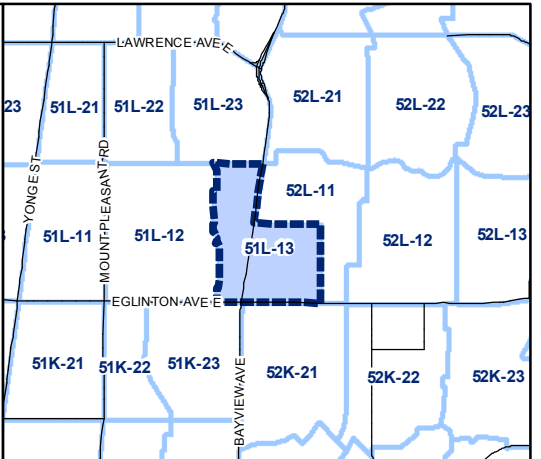 LAWRENCE AVE E
23
51L-21
51L-22
51L-23
52L-21
52L-22
52L-23
YONGE ST
MOUNT PLEASANT RD
52L-11
51L-11
51L-12
51L-13
52L-12
52L-13
EGLINTON AVE E
51K-21
51K-22
51K-23
BAYVIEW AVE
52K-21
52K-22
52K-23